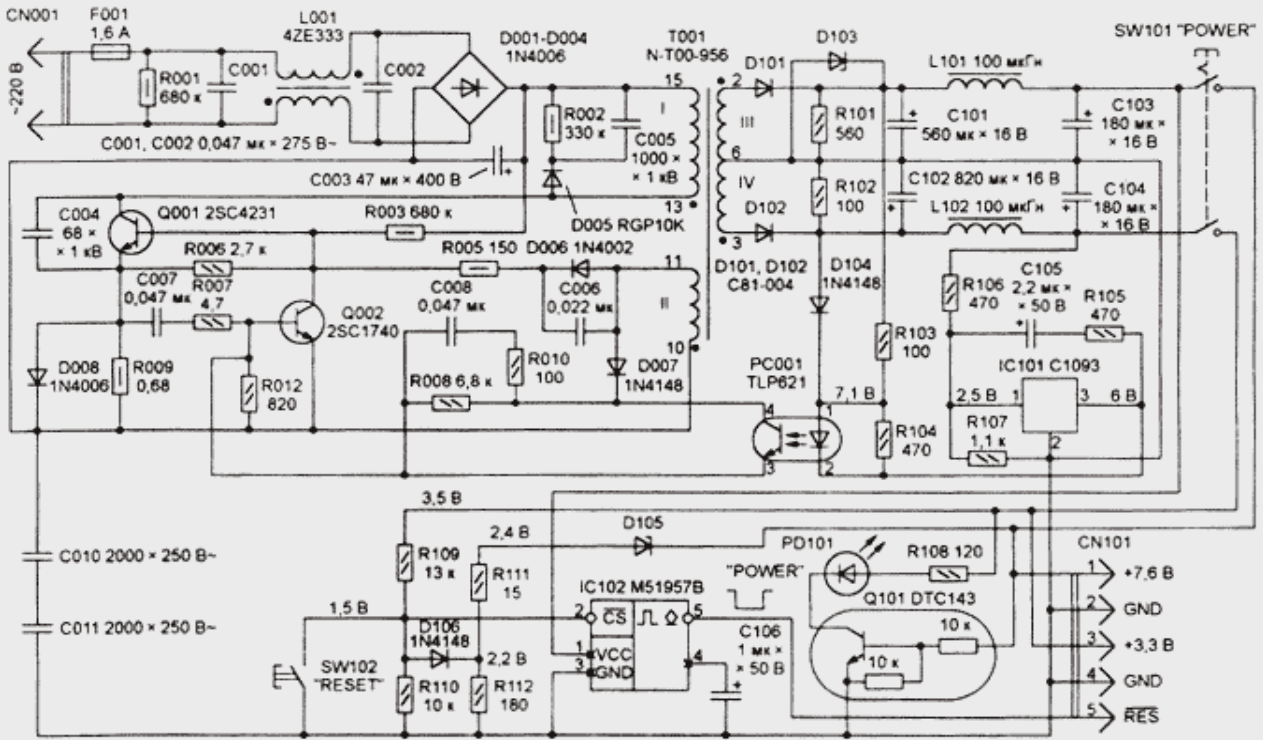 CN001
F001
1,6 A
~220 В
R001
680 к
C001
L001
4ZE333
C002
D001-D004
1N4006
C001, C002 0,047 мк × 275 В~
C003 47 мк × 400 В
R002
330 к
C005
1000 ×
× 1 кВ
D005 RGP10K
T001
N-T00-956
15
I
13
2
III
6
IV
3
D101
D102
D101, D102
C81-004
D103
R101
560
R102
100
L101 100 мкГн
C101
560 мк × 16 В
C102 820 мк × 16 В
L102 100 мкГн
C103
180 мк ×
× 16 В
C104
180 мк ×
× 16 В
SW101 "POWER"
C004
68 ×
× 1 кВ
Q001 2SC4231
R003 680 к
R006 2,7 к
C007
0,047 мк
R007
4,7
Q002
2SC1740
R005 150
D006 1N4002
C008
0,047 мк
C006
0,022 мк
11
II
10
D008
1N4006
R009
0,68
R012
820
R008 6,8 к
R010
100
D007
1N4148
D104
1N4148
PC001
TLP621
4
3
1
2
7,1 В
R103
100
R104
470
R106
470
C105
2,2 мк ×
× 50 В
R105
470
IC101 C1093
2,5 В
1
3
6 В
2
R107
1,1 к
C010 2000 × 250 В~
C011 2000 × 250 В~
3,5 В
R109
13 к
2,4 В
R111
15
D105
1,5 В
D106
1N4148
2,2 В
SW102
"RESET"
R110
10 к
R112
180
IC102 M51957B
2
CS
5
1
VCC
3
GND
4
Ω
"POWER"
C106
1 мк ×
× 50 В
PD101
R108 120
Q101 DTC143
10 к
10 к
CN101
1
+7,6 В
2
GND
3
+3,3 В
4
GND
5
RES